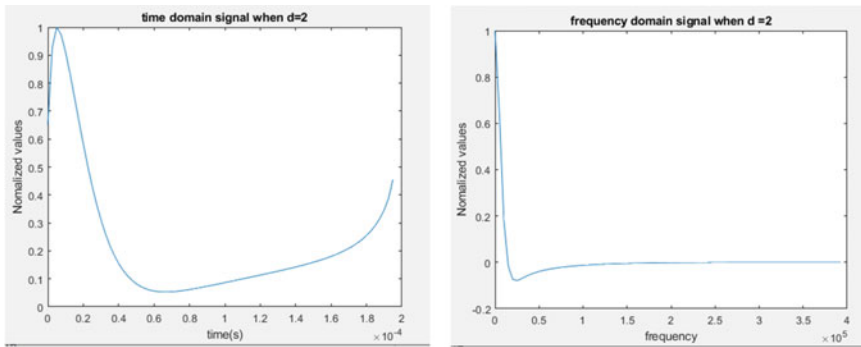 time domain signal when d=2
Nomalized values
1
0.9
0.8
0.7
0.6
0.5
0.4
0.3
0.2
0.1
0
0 0.2 0.4 0.6 0.8 1 1.2 1.4 1.6 1.8 2
time(s)
×10⁻⁴
frequency domain signal when d =2
Nomalized values
1
0.8
0.6
0.4
0.2
0
-0.2
0 0.5 1 1.5 2 2.5 3 3.5 4
frequency
×10⁵